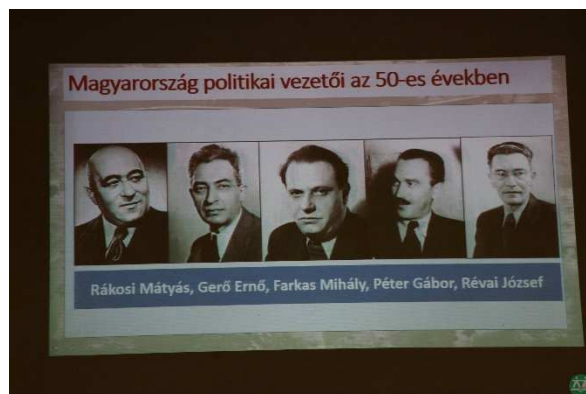 Magyarország politikai vezetői az 50-es években
Rákosi Mátyás, Gerő Ernő, Farkas Mihály, Péter Gábor, Révai József